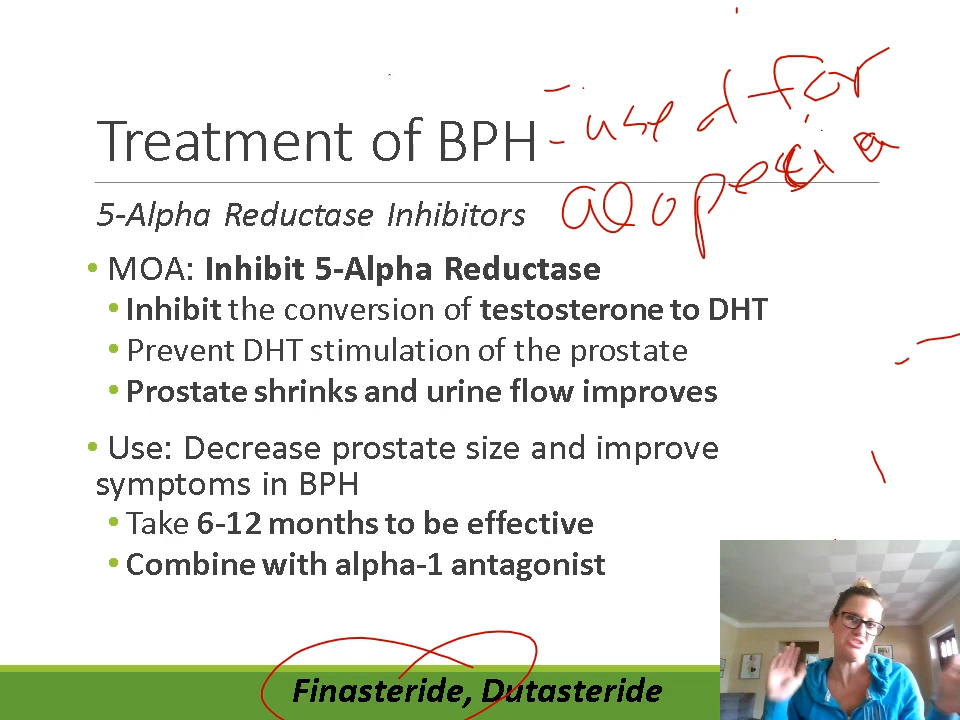 - used for
Treatment of BPH
alopecia
5-Alpha Reductase Inhibitors
• MOA: Inhibit 5-Alpha Reductase
• Inhibit the conversion of testosterone to DHT
• Prevent DHT stimulation of the prostate
• Prostate shrinks and urine flow improves
• Use: Decrease prostate size and improve
symptoms in BPH
• Take 6-12 months to be effective
• Combine with alpha-1 antagonist
Finasteride, Dutasteride